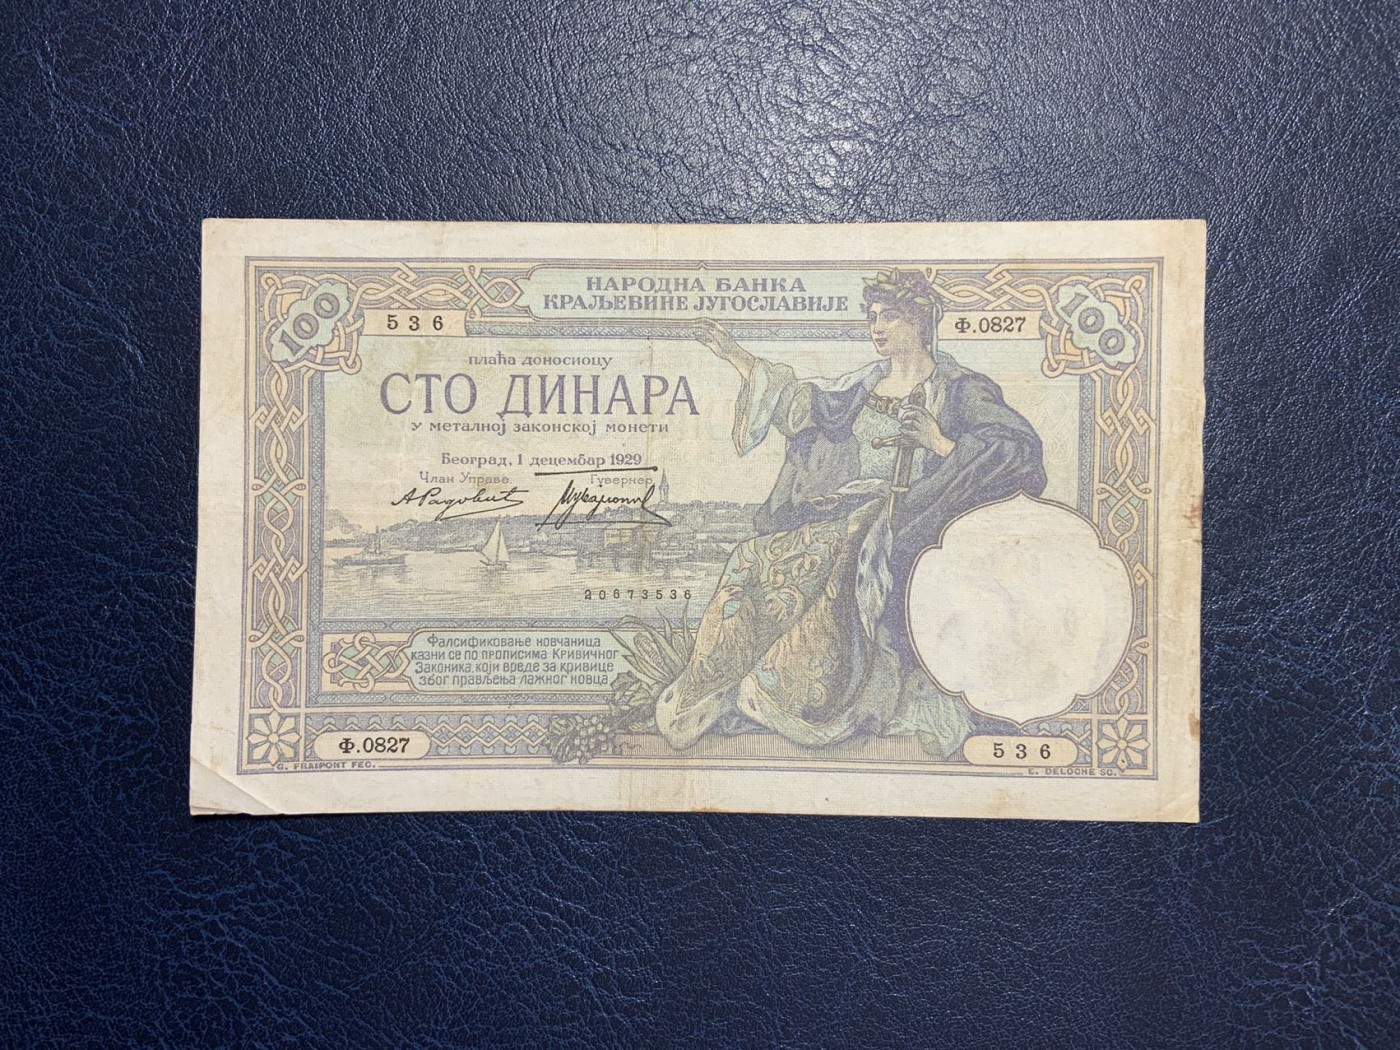 НАРОДНА БАНКА
КРАЉЕВИНЕ ЈУГОСЛАВИЈЕ
100
536
Ф.0827
100
плаћа доносиоцу
СТО ДИНАРА
у металној законској монети
Београд, 1 децембар 1929
Члан Управе
Гувернер
20673536
Фалсификовање новчаница
казни се по прописима Кривичног
Законика, који вреде за кривице
због прављења лажног новца
Ф.0827
536
G. FRAIPONT FEC.
E. DELOCHE SC.